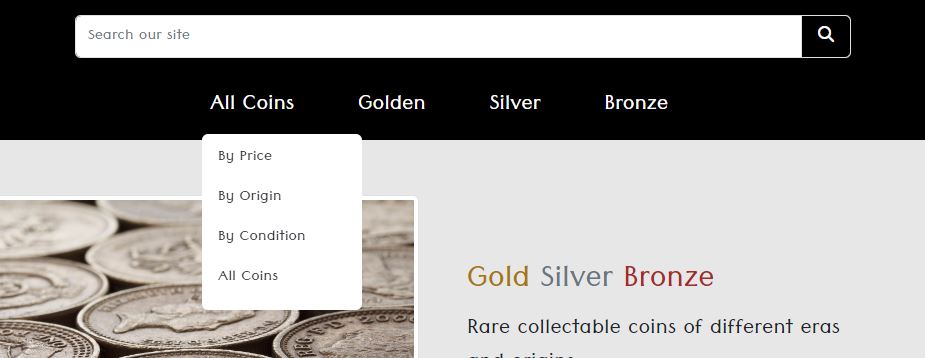 Search our site
All Coins Golden Silver Bronze
By Price
By Origin
By Condition
All Coins
Gold Silver Bronze
Rare collectable coins of different eras
and origins